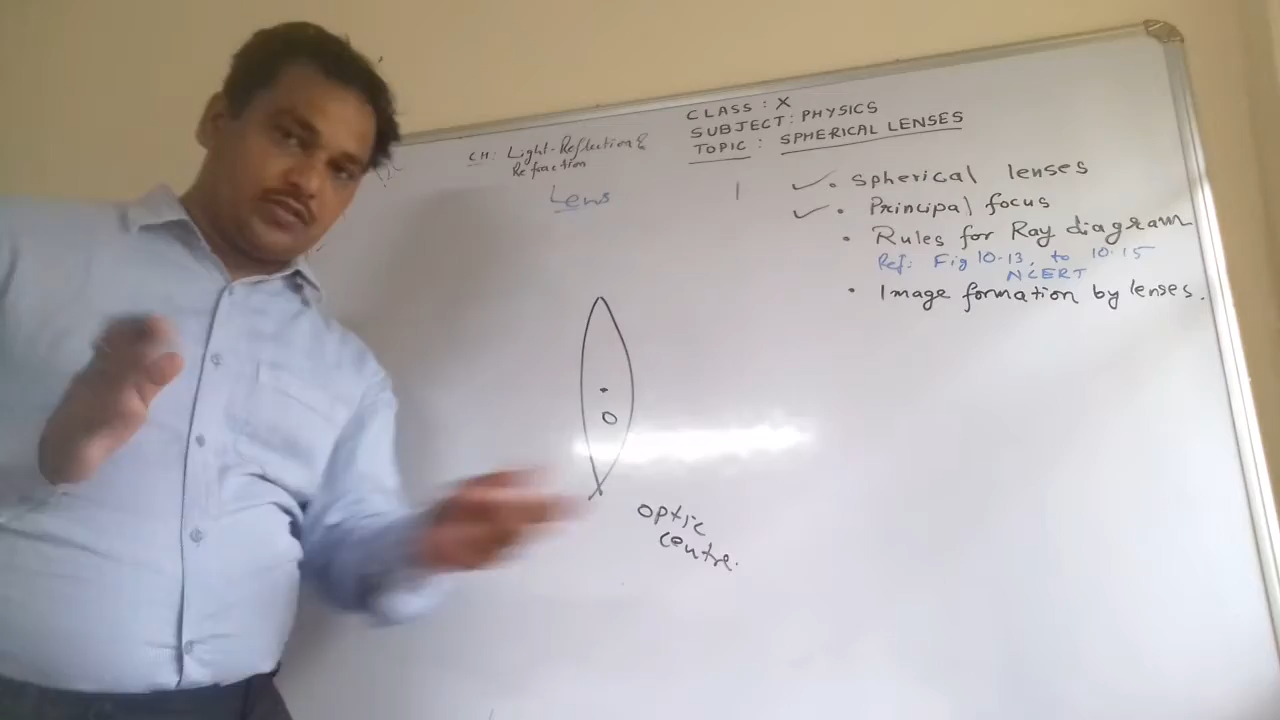 CLASS : X
SUBJECT: PHYSICS
TOPIC : SPHERICAL LENSES
CH: Light-Reflection &
Refraction
Lens
• Spherical lenses
• Principal focus
• Rules for Ray diagram
Ref: Fig 10.13, to 10.15
NCERT
• Image formation by lenses.
O
optic
centre.